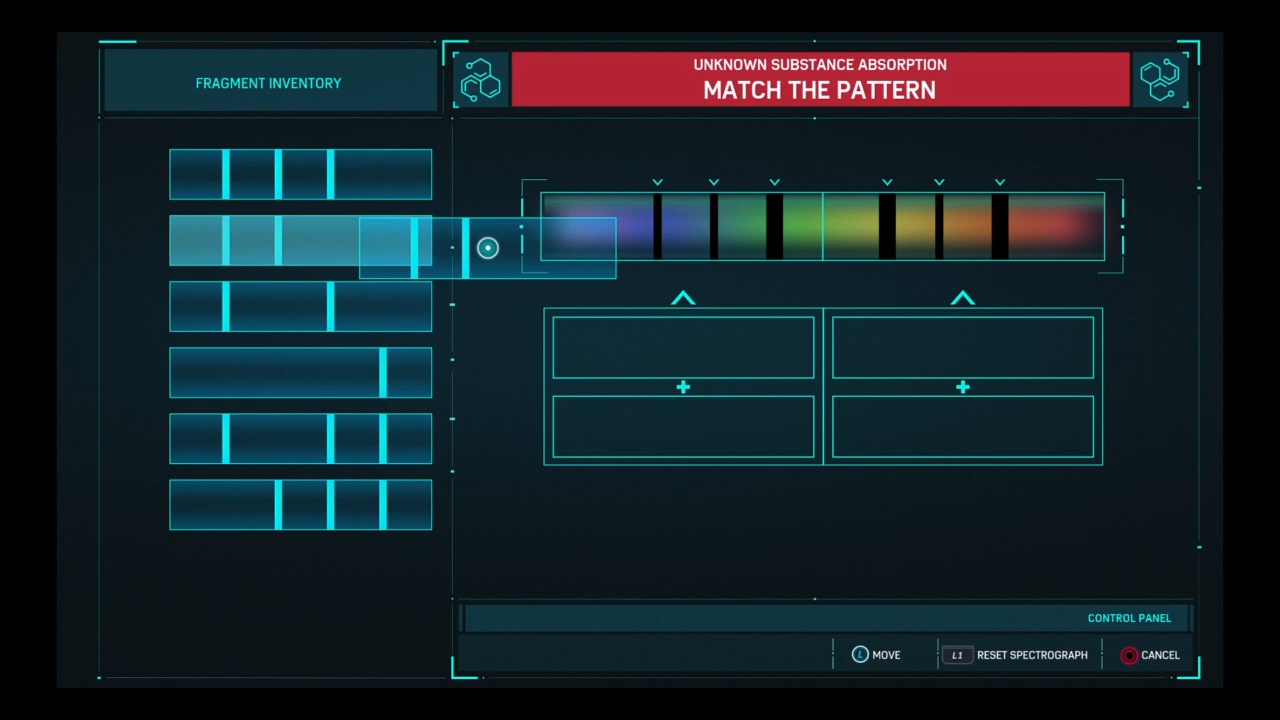 FRAGMENT INVENTORY
UNKNOWN SUBSTANCE ABSORPTION
MATCH THE PATTERN
CONTROL PANEL
L MOVE
L1 RESET SPECTROGRAPH
CANCEL